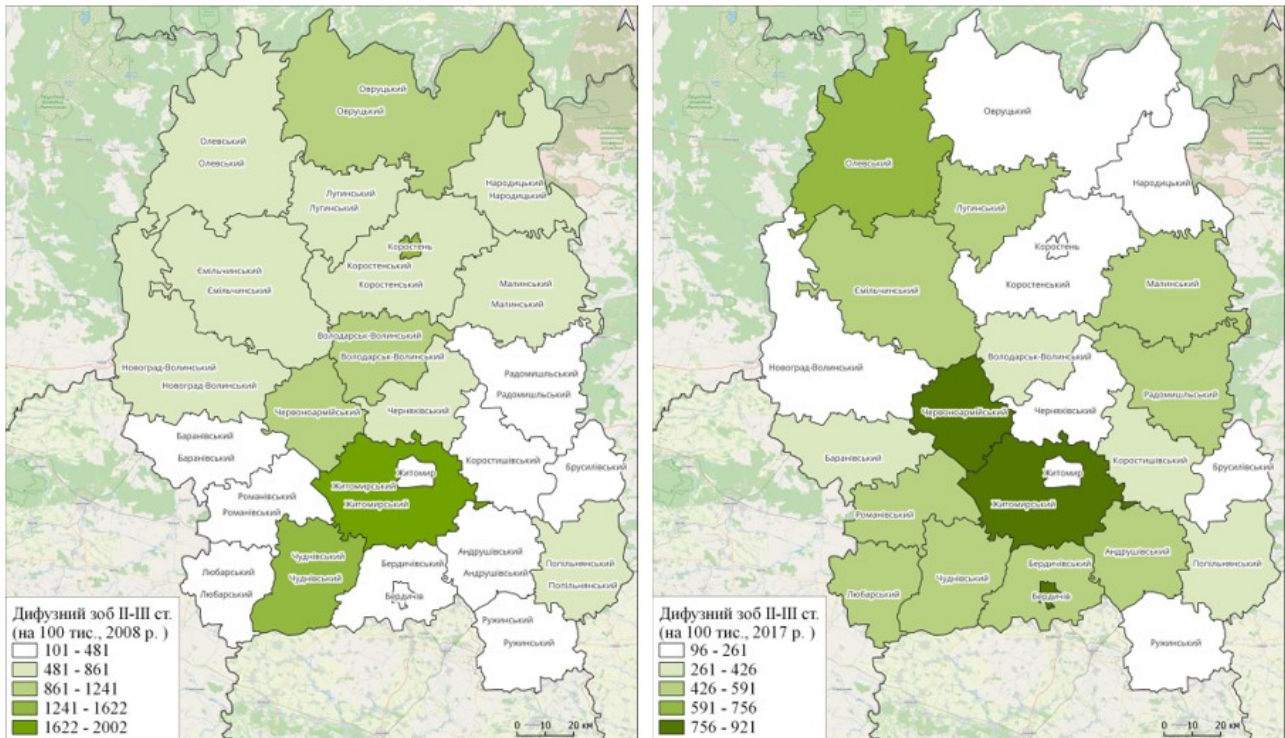 Овруцький
Овруцький
Олевський
Олевський
Лугинський
Лугинський
Народицький
Народицький
Коростень
Коростенський
Коростенський
Ємільчинський
Ємільчинський
Малинський
Малинський
Володарськ-Волинський
Володарськ-Волинський
Новоград-Волинський
Новоград-Волинський
Радомишльський
Радомишльський
Червоноармійський
Черняхівський
Баранівський
Баранівський
Коростишівський
Брусилівський
Житомир
Житомирський
Житомирський
Романівський
Романівський
Чуднівський
Чуднівський
Бердичівський
Бердичів
Андрушівський
Андрушівський
Попільнянський
Попільнянський
Любарський
Любарський
Ружинський
Ружинський
Дифузний зоб ІІ-ІІІ ст.
(на 100 тис., 2008 р. )
101 - 481
481 - 861
861 - 1241
1241 - 1622
1622 - 2002
0 10 20 км
Овруцький
Олевський
Народицький
Лугинський
Коростень
Коростенський
Ємільчинський
Малинський
Володарськ-Волинський
Новоград-Волинський
Радомишльський
Червоноармійський
Черняхівський
Баранівський
Коростишівський
Брусилівський
Житомир
Житомирський
Романівський
Андрушівський
Попільнянський
Бердичівський
Чуднівський
Любарський
Бердичів
Ружинський
Дифузний зоб ІІ-ІІІ ст.
(на 100 тис., 2017 р. )
96 - 261
261 - 426
426 - 591
591 - 756
756 - 921
0 10 20 км